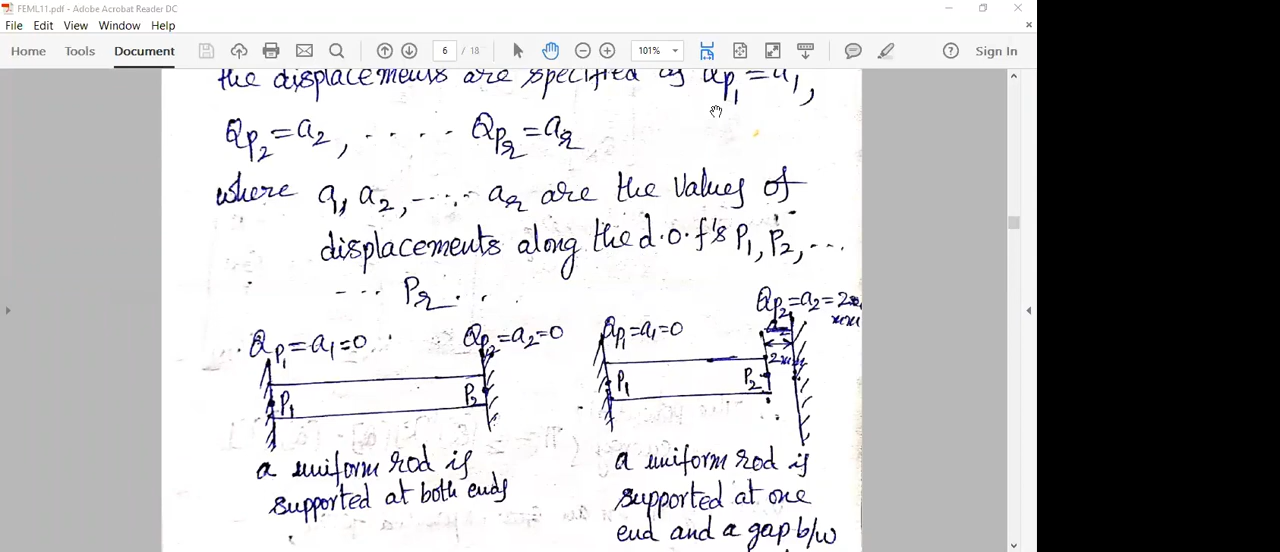 FEML11.pdf - Adobe Acrobat Reader DC
File Edit View Window Help
Home Tools Document 6 / 18 101% Sign In
the displacements are specified as Qp1 = a1,
Qp2 = a2, ..... Qpr = ar
where a1, a2, ..... ar are the values of
displacements along the d.o.f's P1, P2, ...
... Pr..
Qp1 = a1 = 0 Qp2 = a2 = 0
P1 P2
a uniform rod is
supported at both ends
Qp1 = a1 = 0 Qp2 = a2 = 2
mm
a2
2mm
P1 P2
a uniform rod is
supported at one
end and a gap b/w